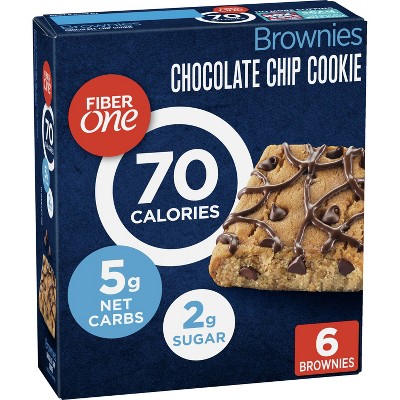 Brownies
CHOCOLATE CHIP COOKIE
FIBER
One
70
CALORIES
5g
NET
CARBS
2g
SUGAR
6
BROWNIES